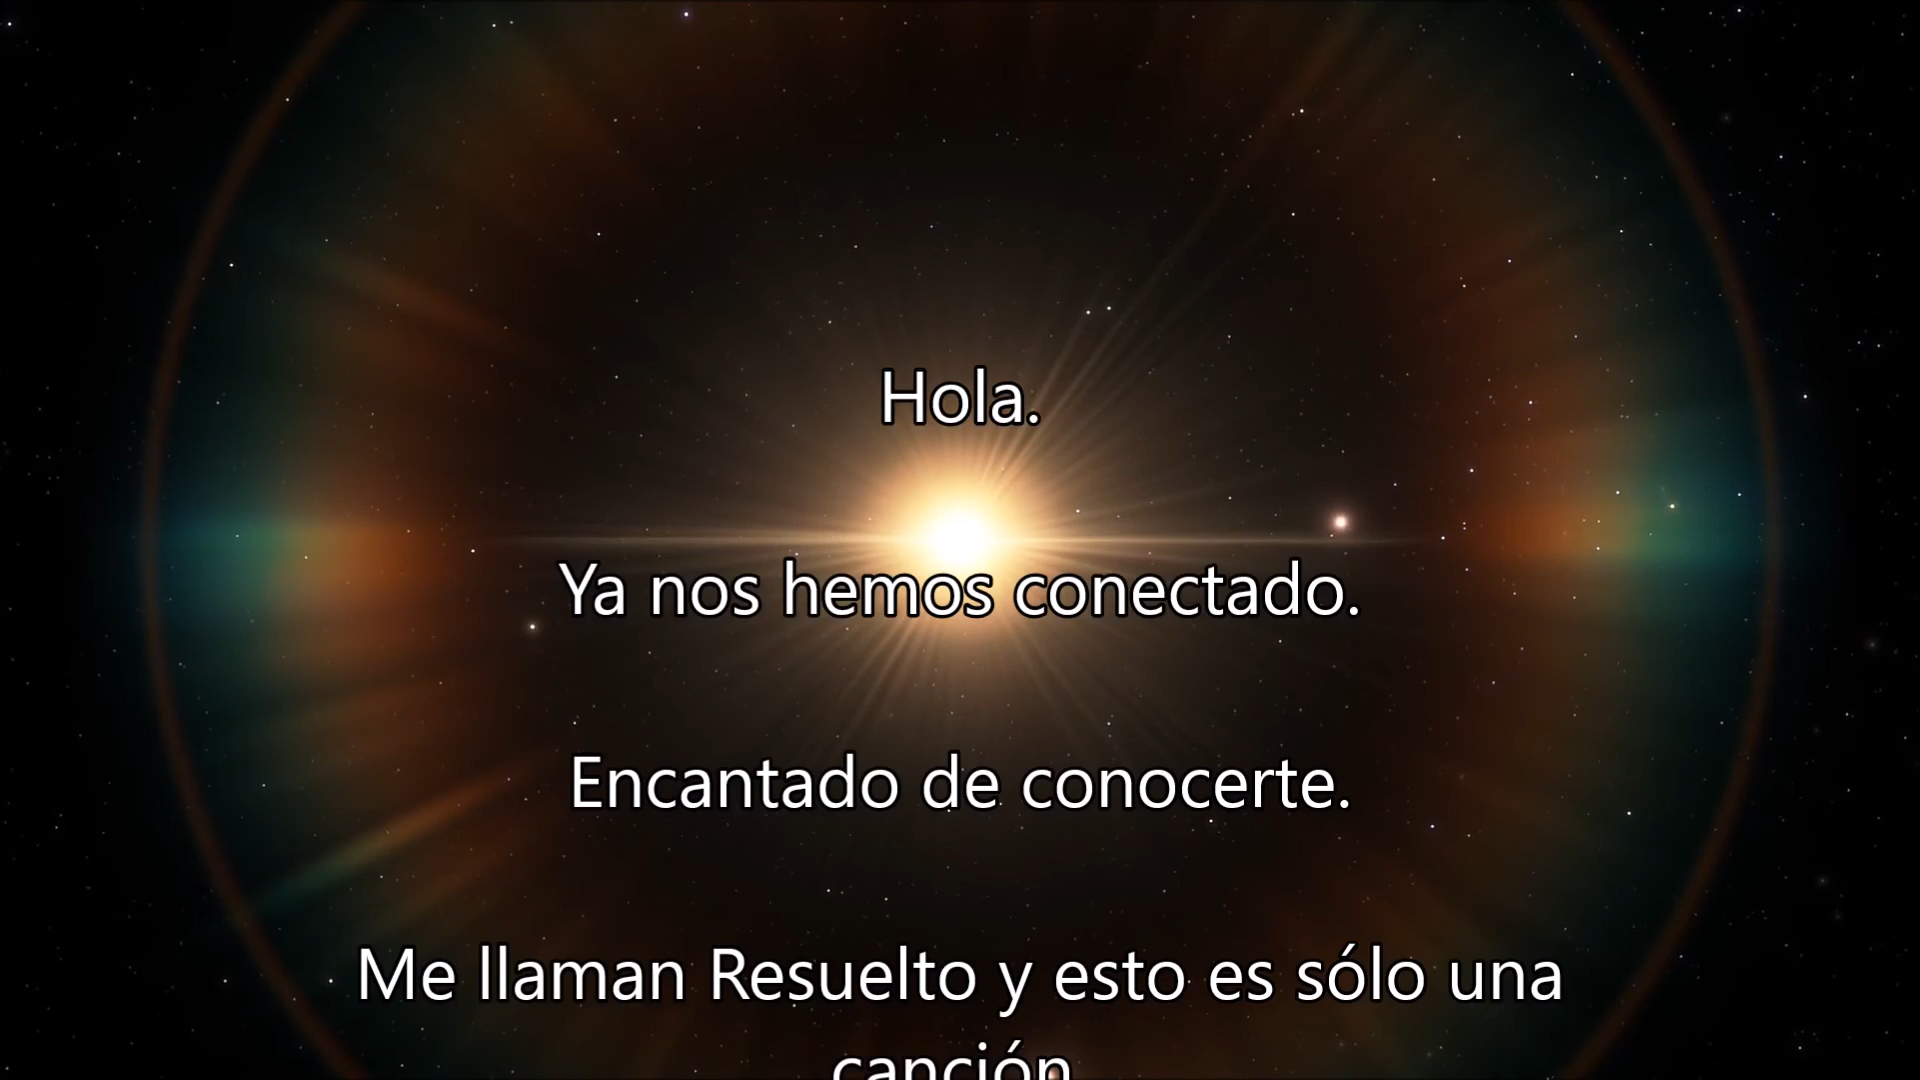 Hola.
Ya nos hemos conectado.
Encantado de conocerte.
Me llaman Resuelto y esto es sólo una
canción